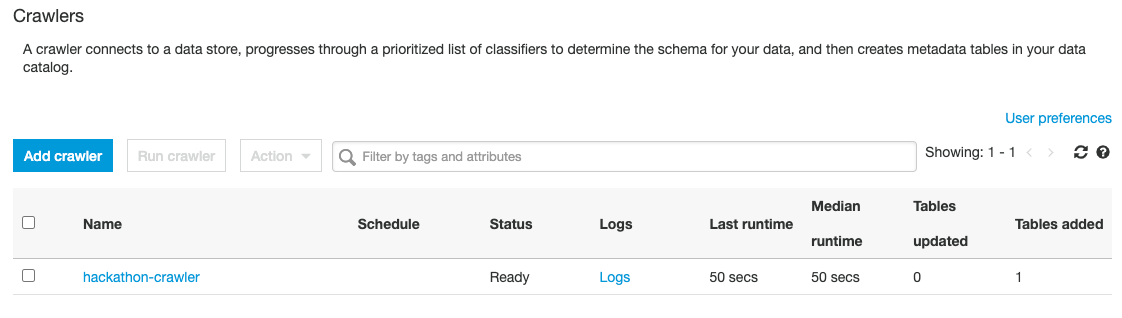 Crawlers
A crawler connects to a data store, progresses through a prioritized list of classifiers to determine the schema for your data, and then creates metadata tables in your data
catalog.
User preferences
Add crawler Run crawler Action Filter by tags and attributes Showing: 1 - 1
Name Schedule Status Logs Last runtime Median runtime Tables updated Tables added
hackathon-crawler Ready Logs 50 secs 50 secs 0 1